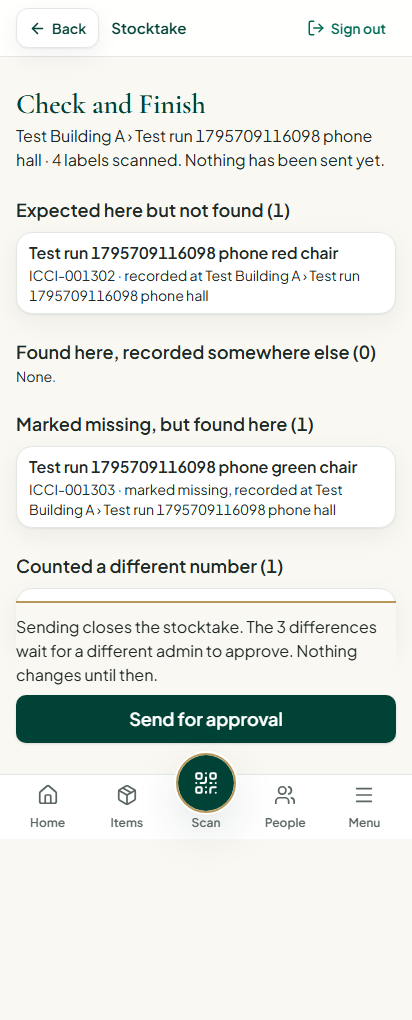 Back
Stocktake
Sign out
Check and Finish
Test Building A › Test run 1795709116098 phone
hall · 4 labels scanned. Nothing has been sent yet.
Expected here but not found (1)
Test run 1795709116098 phone red chair
ICCI-001302 · recorded at Test Building A › Test run
1795709116098 phone hall
Found here, recorded somewhere else (0)
None.
Marked missing, but found here (1)
Test run 1795709116098 phone green chair
ICCI-001303 · marked missing, recorded at Test
Building A › Test run 1795709116098 phone hall
Counted a different number (1)
Sending closes the stocktake. The 3 differences
wait for a different admin to approve. Nothing
changes until then.
Send for approval
Home
Items
Scan
People
Menu